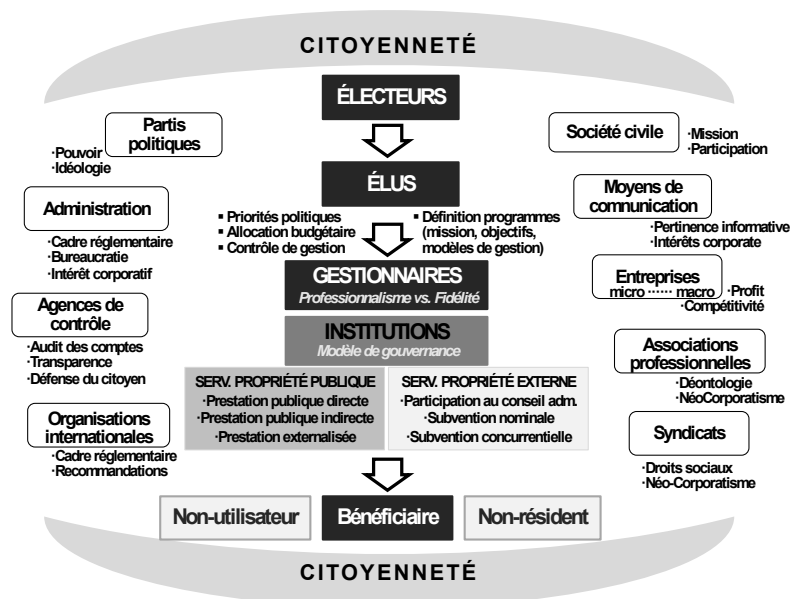 CITOYENNETÉ
ÉLECTEURS
Partis
politiques
·Pouvoir
·Idéologie
Société civile
·Mission
·Participation
ÉLUS
Administration
·Cadre réglementaire
·Bureaucratie
·Intérêt corporatif
▪ Priorités politiques
▪ Allocation budgétaire
▪ Contrôle de gestion
▪ Définition programmes
(mission, objectifs,
modèles de gestion)
Moyens de
communication
·Pertinence informative
·Intérêts corporate
GESTIONNAIRES
Professionnalisme vs. Fidélité
Entreprises
micro ······ macro
·Profit
·Compétitivité
Agences de
contrôle
·Audit des comptes
·Transparence
·Défense du citoyen
INSTITUTIONS
Modèle de gouvernance
Associations
professionnelles
·Déontologie
·NéoCorporatisme
SERV. PROPRIÉTÉ PUBLIQUE
·Prestation publique directe
·Prestation publique indirecte
·Prestation externalisée
SERV. PROPRIÉTÉ EXTERNE
·Participation au conseil adm.
·Subvention nominale
·Subvention concurrentielle
Organisations
internationales
·Cadre réglementaire
·Recommandations
Syndicats
·Droits sociaux
·Néo-Corporatisme
Non-utilisateur
Bénéficiaire
Non-résident
CITOYENNETÉ